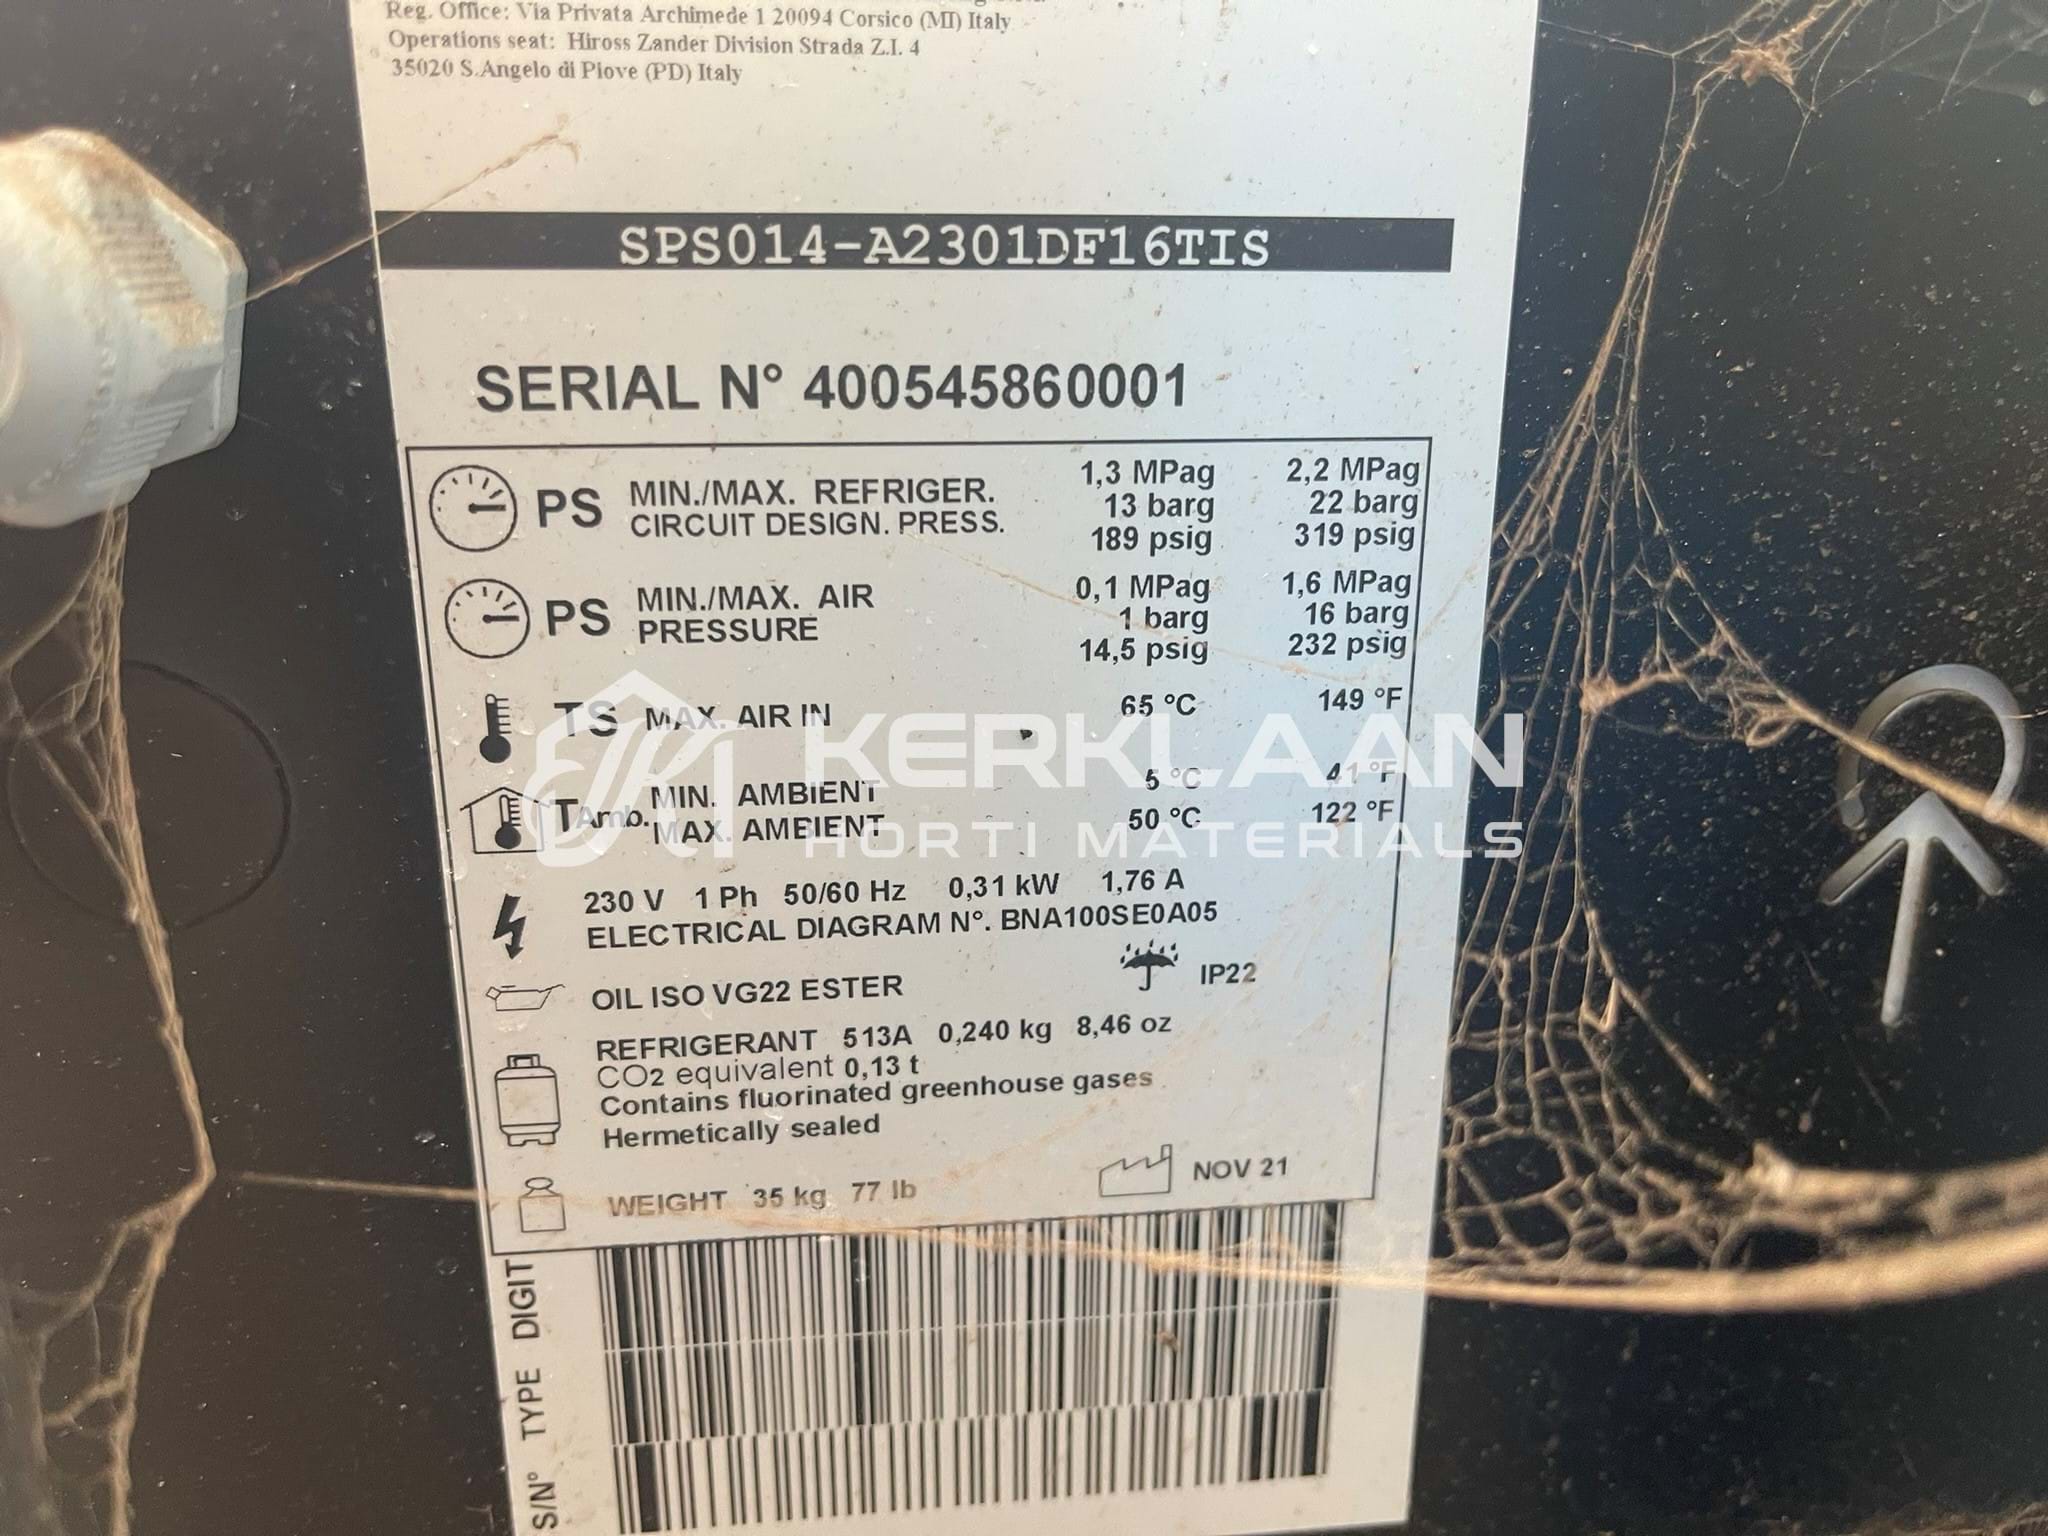 Reg. Office: Via Privata Archimede 1 20094 Corsico (MI) Italy
Operations seat: Hiross Zander Division Strada Z.I. 4
35020 S.Angelo di Piove (PD) Italy
SPS014-A2301DF16TIS
SERIAL N° 400545860001
PS MIN./MAX. REFRIGER. CIRCUIT DESIGN. PRESS.
1,3 MPag 2,2 MPag
13 barg 22 barg
189 psig 319 psig
PS MIN./MAX. AIR PRESSURE
0,1 MPag 1,6 MPag
1 barg 16 barg
14,5 psig 232 psig
TS MAX. AIR IN 65 °C 149 °F
TAmb. MIN. AMBIENT 5 °C 41 °F
MAX. AMBIENT 50 °C 122 °F
KERKLAAN
HORTI MATERIALS
230 V 1 Ph 50/60 Hz 0,31 kW 1,76 A
ELECTRICAL DIAGRAM N°. BNA100SE0A05
OIL ISO VG22 ESTER IP22
REFRIGERANT 513A 0,240 kg 8,46 oz
CO2 equivalent 0,13 t
Contains fluorinated greenhouse gases
Hermetically sealed
WEIGHT 35 kg 77 lb NOV 21
S/N° TYPE DIGIT